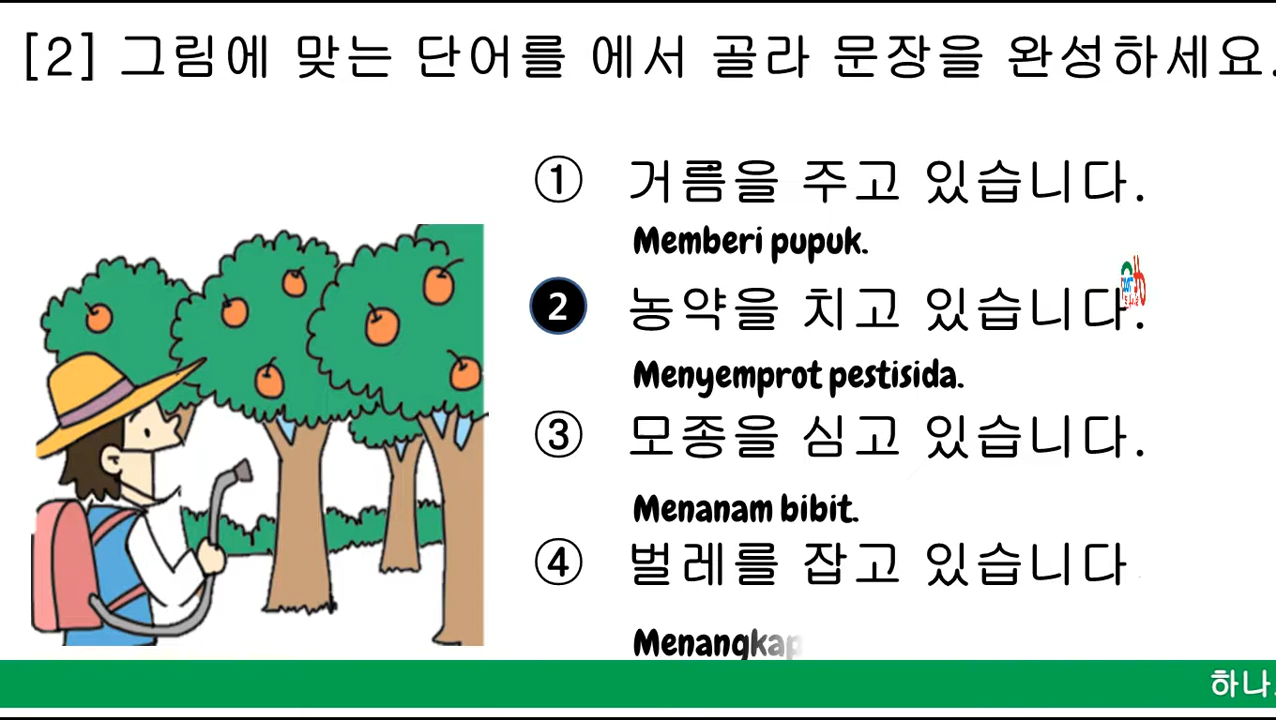 [2] 그림에 맞는 단어를 에서 골라 문장을 완성하세요.
① 거름을 주고 있습니다.
Memberi pupuk.
❷ 농약을 치고 있습니다.
Menyemprot pestisida.
③ 모종을 심고 있습니다.
Menanam bibit.
④ 벌레를 잡고 있습니다
Menangkap
하나.